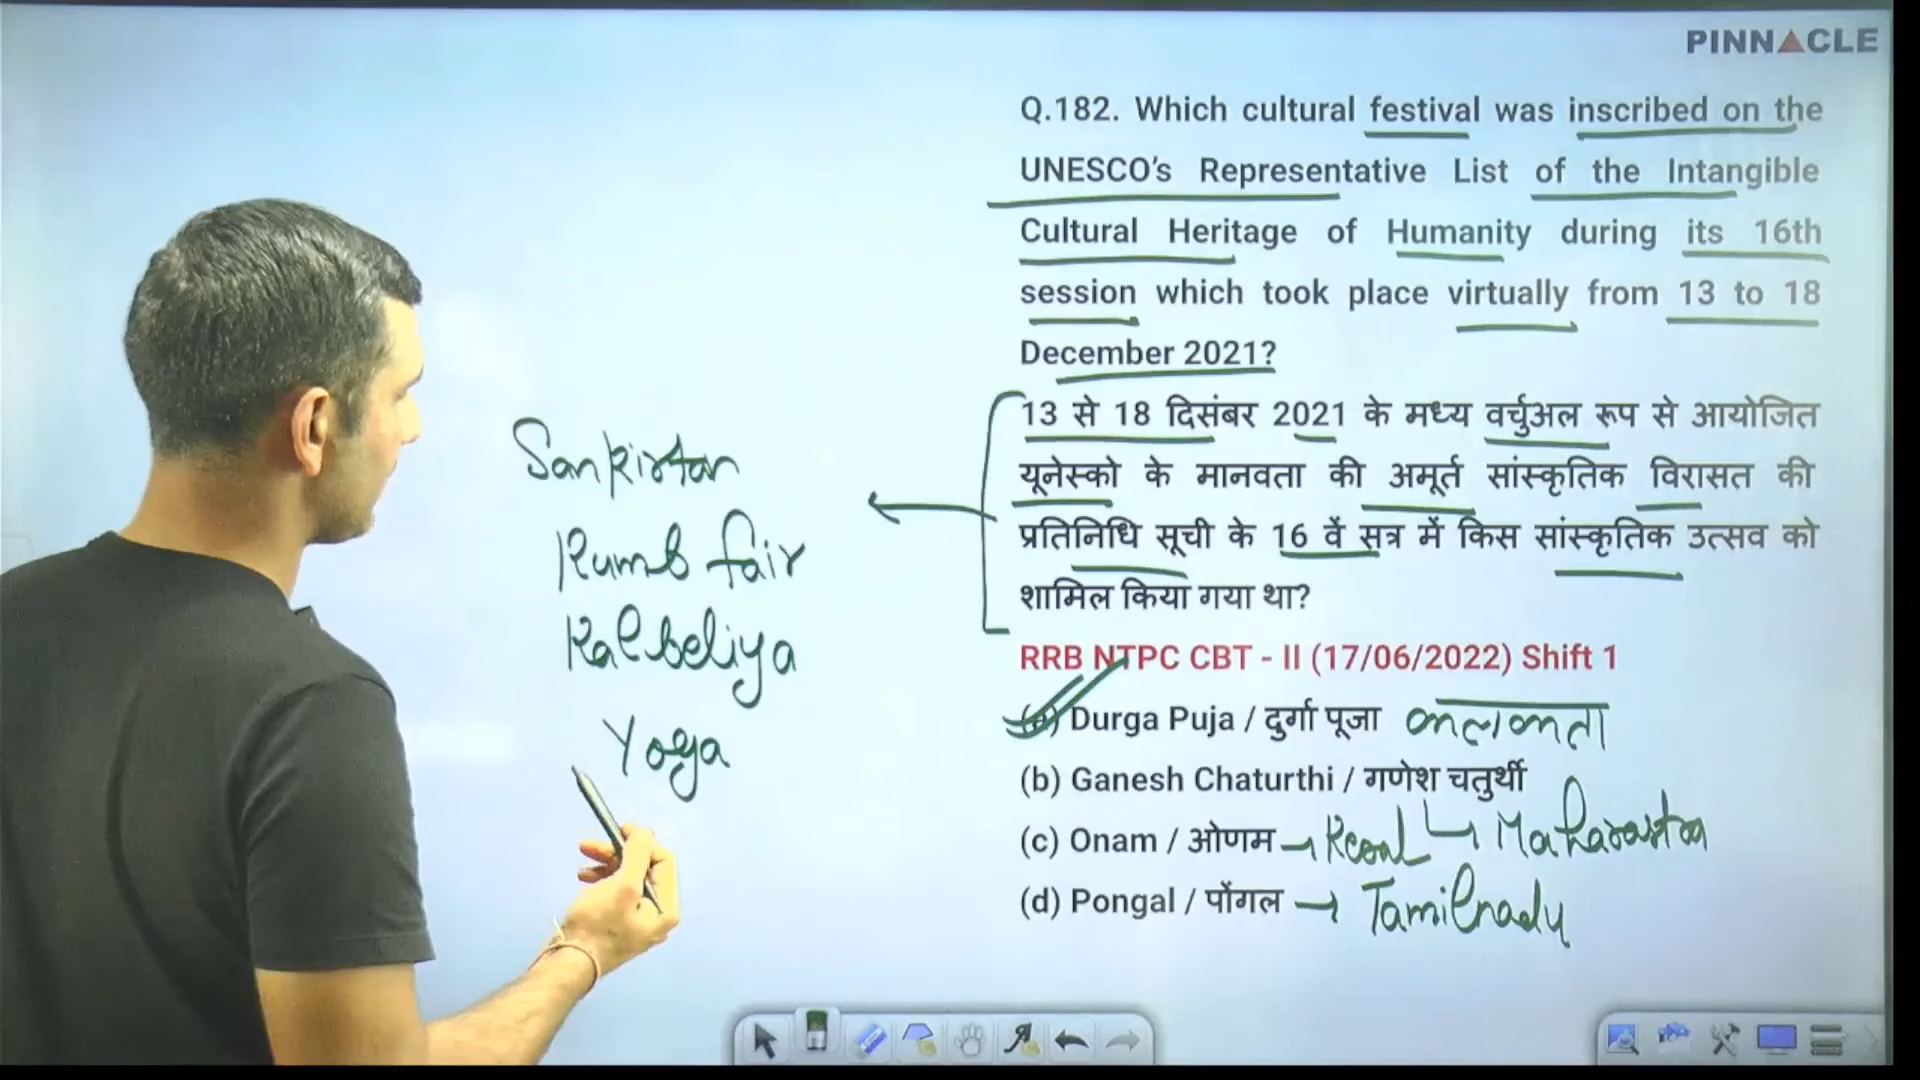 PINNACLE
Q.182. Which cultural festival was inscribed on the
UNESCO's Representative List of the Intangible
Cultural Heritage of Humanity during its 16th
session which took place virtually from 13 to 18
December 2021?
13 से 18 दिसंबर 2021 के मध्य वर्चुअल रूप से आयोजित
यूनेस्को के मानवता की अमूर्त सांस्कृतिक विरासत की
प्रतिनिधि सूची के 16 वें सत्र में किस सांस्कृतिक उत्सव को
शामिल किया गया था?
RRB NTPC CBT - II (17/06/2022) Shift 1
(a) Durga Puja / दुर्गा पूजा कलकता
(b) Ganesh Chaturthi / गणेश चतुर्थी
Maharastra
(c) Onam / ओणम → Keral
(d) Pongal / पोंगल → Tamilnadu
Sankirtan
Kumb fair
Kalbeliya
Yoga